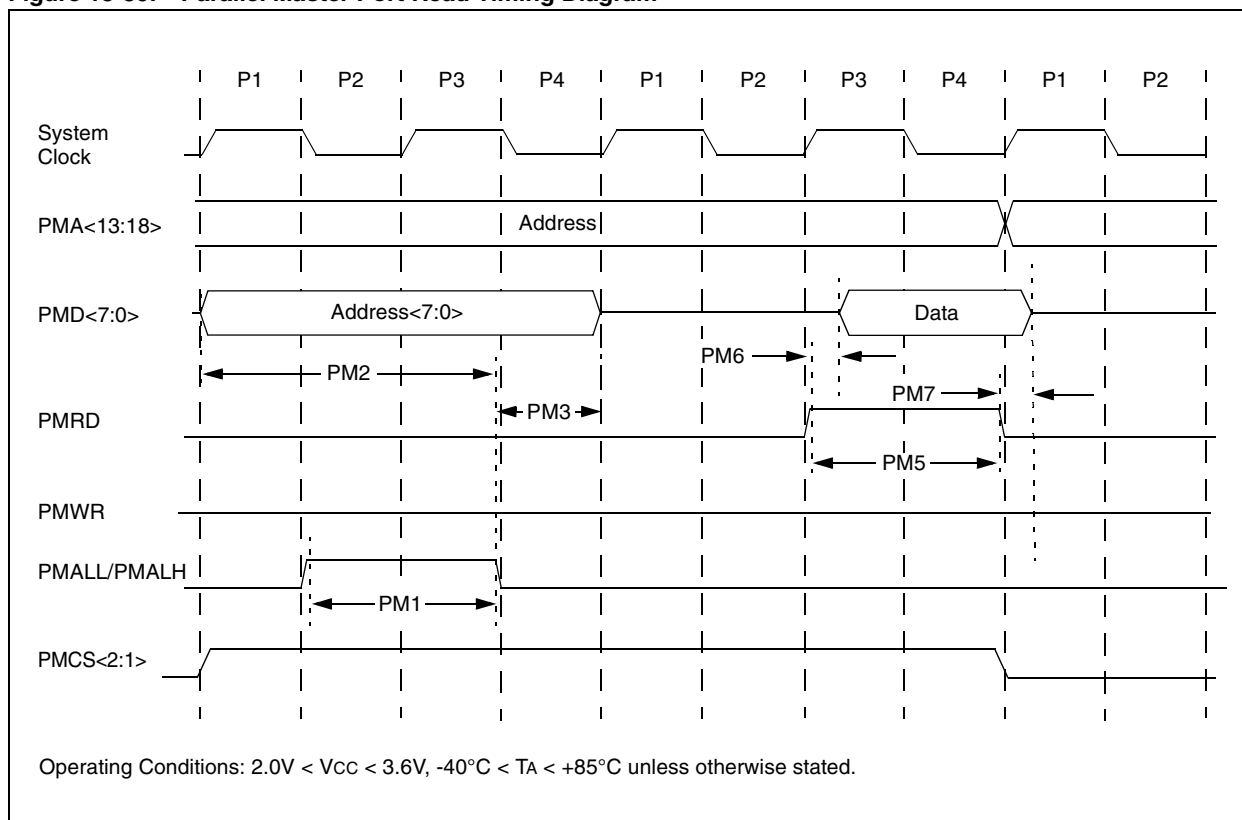 P1 P2 P3 P4 P1 P2 P3 P4 P1 P2
System
Clock
PMA<13:18>
Address
PMD<7:0>
Address<7:0>
Data
PM6
PM2
PM7
PM3
PMRD
PM5
PMWR
PMALL/PMALH
PM1
PMCS<2:1>
Operating Conditions: 2.0V < VCC < 3.6V, -40°C < TA < +85°C unless otherwise stated.